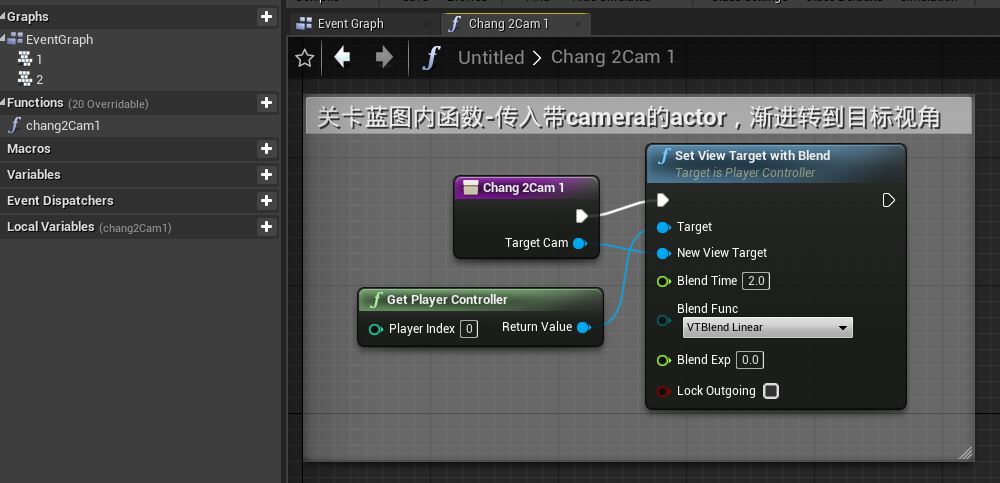 Graphs
EventGraph
1
2
Functions (20 Overridable)
chang2Cam1
Macros
Variables
Event Dispatchers
Local Variables (chang2Cam1)
Event Graph
Chang 2Cam 1
Untitled > Chang 2Cam 1
关卡蓝图内函数-传入带camera的actor，渐进转到目标视角
Chang 2Cam 1
Target Cam
Get Player Controller
Player Index 0
Return Value
Set View Target with Blend
Target is Player Controller
Target
New View Target
Blend Time 2.0
Blend Func
VTBlend Linear
Blend Exp 0.0
Lock Outgoing